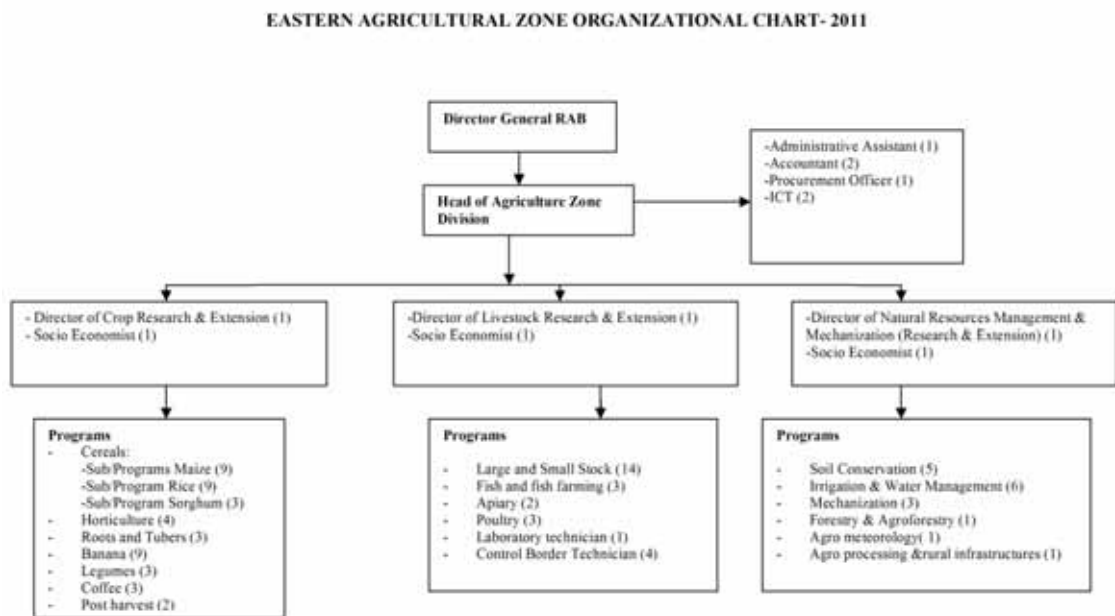 EASTERN AGRICULTURAL ZONE ORGANIZATIONAL CHART- 2011
Director General RAB
-Administrative Assistant (1)
-Accountant (2)
-Procurement Officer (1)
-ICT (2)
Head of Agriculture Zone
Division
- Director of Crop Research & Extension (1)
- Socio Economist (1)
-Director of Livestock Research & Extension (1)
-Socio Economist (1)
-Director of Natural Resources Management &
Mechanization (Research & Extension) (1)
-Socio Economist (1)
Programs
- Cereals:
-Sub/Programs Maize (9)
-Sub/Program Rice (9)
-Sub/Program Sorghum (3)
- Horticulture (4)
- Roots and Tubers (3)
- Banana (9)
- Legumes (3)
- Coffee (3)
- Post harvest (2)
Programs
- Large and Small Stock (14)
- Fish and fish farming (3)
- Apiary (2)
- Poultry (3)
- Laboratory technician (1)
- Control Border Technician (4)
Programs
- Soil Conservation (5)
- Irrigation & Water Management (6)
- Mechanization (3)
- Forestry & Agroforestry (1)
- Agro meteorology( 1)
- Agro processing &rural infrastructures (1)